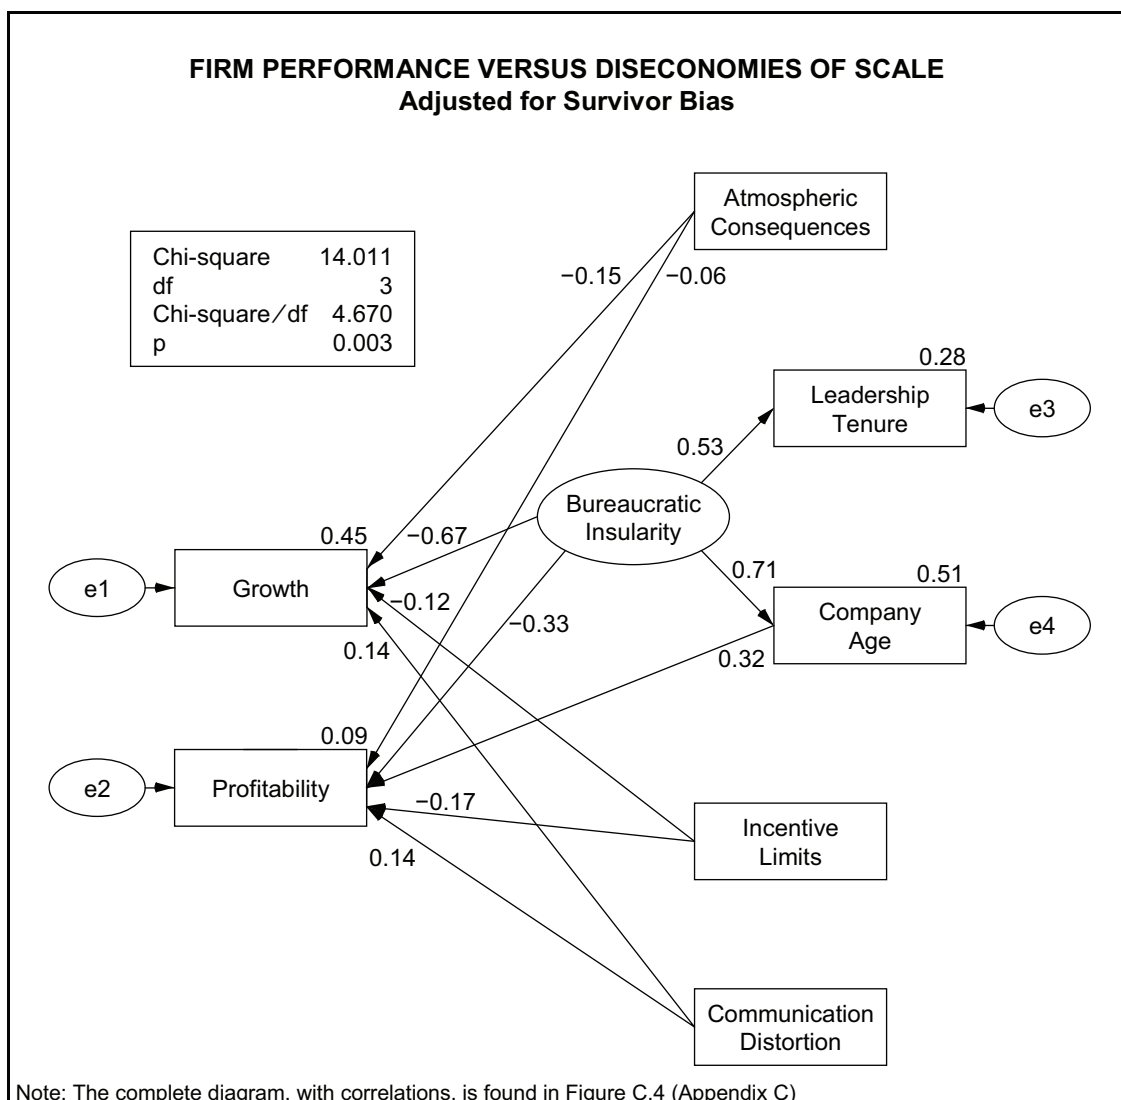 FIRM PERFORMANCE VERSUS DISECONOMIES OF SCALE
Adjusted for Survivor Bias
Atmospheric
Consequences
Chi-square 14.011
df 3
Chi-square/df 4.670
p 0.003
−0.15
−0.06
0.28
Leadership
Tenure
e3
0.53
Bureaucratic
Insularity
0.45
−0.67
e1
Growth
−0.12
0.14
−0.33
0.71
0.51
Company
Age
e4
0.32
0.09
e2
Profitability
−0.17
0.14
Incentive
Limits
Communication
Distortion
Note: The complete diagram, with correlations, is found in Figure C.4 (Appendix C)